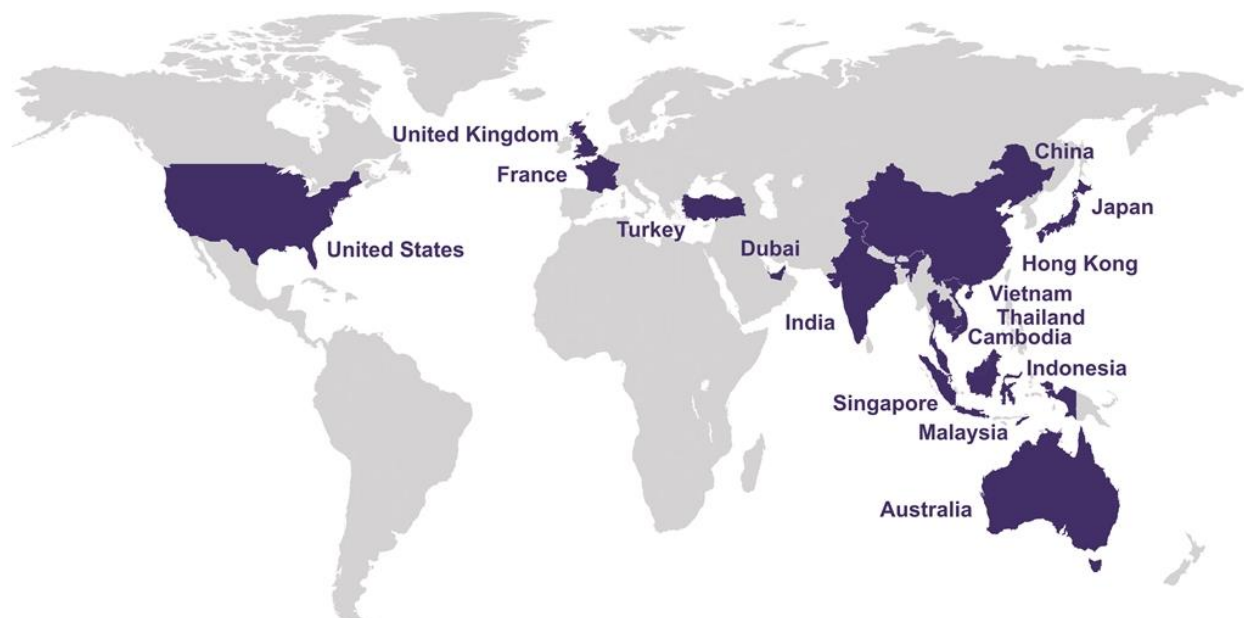 United Kingdom
China
France
Japan
Turkey
United States
Dubai
Hong Kong
Vietnam
India
Thailand
Cambodia
Indonesia
Singapore
Malaysia
Australia